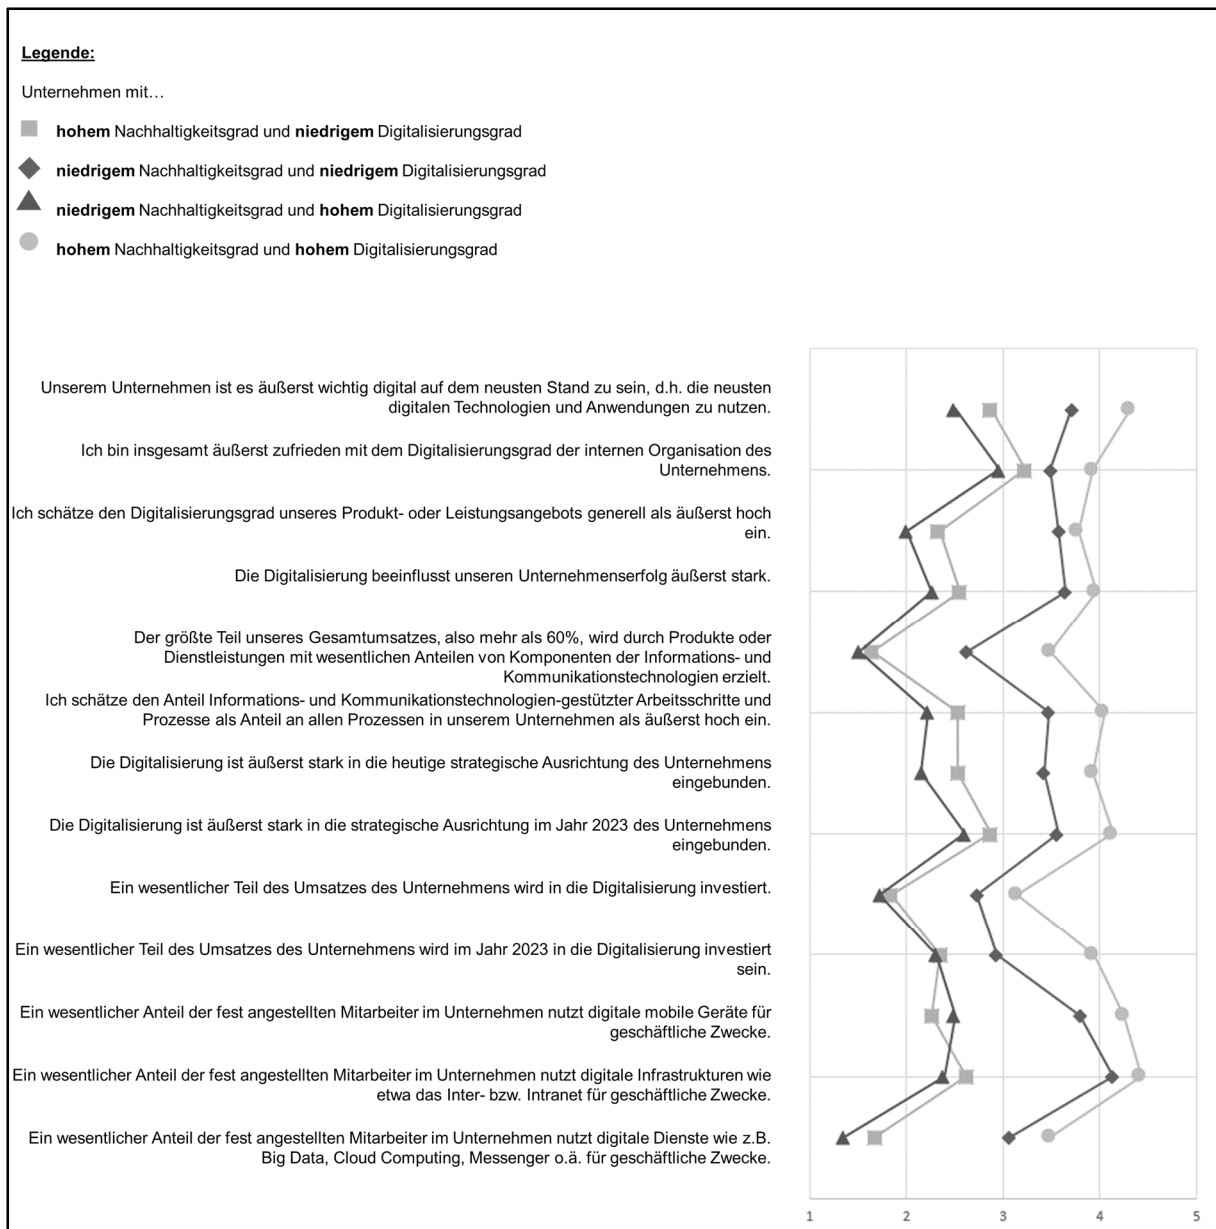 Legende:
Unternehmen mit…
hohem Nachhaltigkeitsgrad und niedrigem Digitalisierungsgrad
niedrigem Nachhaltigkeitsgrad und niedrigem Digitalisierungsgrad
niedrigem Nachhaltigkeitsgrad und hohem Digitalisierungsgrad
hohem Nachhaltigkeitsgrad und hohem Digitalisierungsgrad
Unserem Unternehmen ist es äußerst wichtig digital auf dem neusten Stand zu sein, d.h. die neusten
digitalen Technologien und Anwendungen zu nutzen.
Ich bin insgesamt äußerst zufrieden mit dem Digitalisierungsgrad der internen Organisation des
Unternehmens.
Ich schätze den Digitalisierungsgrad unseres Produkt- oder Leistungsangebots generell als äußerst hoch
ein.
Die Digitalisierung beeinflusst unseren Unternehmenserfolg äußerst stark.
Der größte Teil unseres Gesamtumsatzes, also mehr als 60%, wird durch Produkte oder
Dienstleistungen mit wesentlichen Anteilen von Komponenten der Informations- und
Kommunikationstechnologien erzielt.
Ich schätze den Anteil Informations- und Kommunikationstechnologien-gestützter Arbeitsschritte und
Prozesse als Anteil an allen Prozessen in unserem Unternehmen als äußerst hoch ein.
Die Digitalisierung ist äußerst stark in die heutige strategische Ausrichtung des Unternehmens
eingebunden.
Die Digitalisierung ist äußerst stark in die strategische Ausrichtung im Jahr 2023 des Unternehmens
eingebunden.
Ein wesentlicher Teil des Umsatzes des Unternehmens wird in die Digitalisierung investiert.
Ein wesentlicher Teil des Umsatzes des Unternehmens wird im Jahr 2023 in die Digitalisierung investiert
sein.
Ein wesentlicher Anteil der fest angestellten Mitarbeiter im Unternehmen nutzt digitale mobile Geräte für
geschäftliche Zwecke.
Ein wesentlicher Anteil der fest angestellten Mitarbeiter im Unternehmen nutzt digitale Infrastrukturen wie
etwa das Inter- bzw. Intranet für geschäftliche Zwecke.
Ein wesentlicher Anteil der fest angestellten Mitarbeiter im Unternehmen nutzt digitale Dienste wie z.B.
Big Data, Cloud Computing, Messenger o.ä. für geschäftliche Zwecke.
1 2 3 4 5